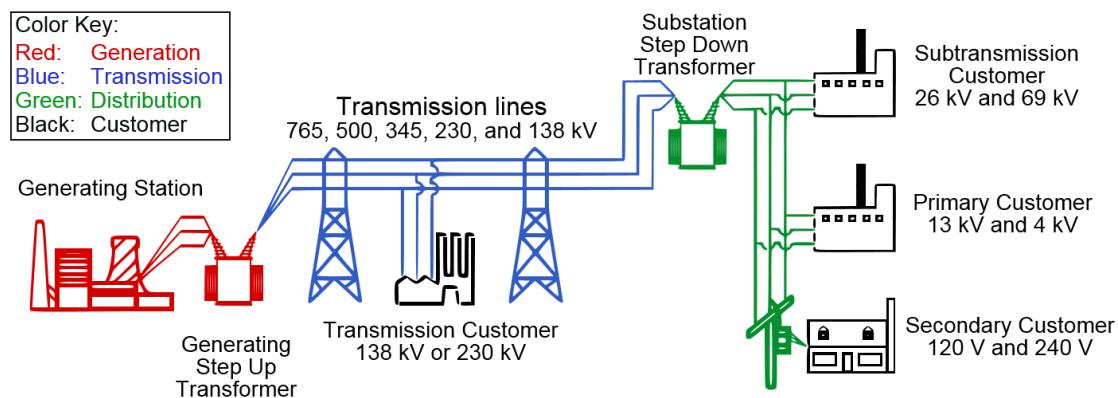 Color Key:
Red: Generation
Blue: Transmission
Green: Distribution
Black: Customer
Generating Station
Generating
Step Up
Transformer
Transmission lines
765, 500, 345, 230, and 138 kV
Transmission Customer
138 kV or 230 kV
Substation
Step Down
Transformer
Subtransmission
Customer
26 kV and 69 kV
Primary Customer
13 kV and 4 kV
Secondary Customer
120 V and 240 V